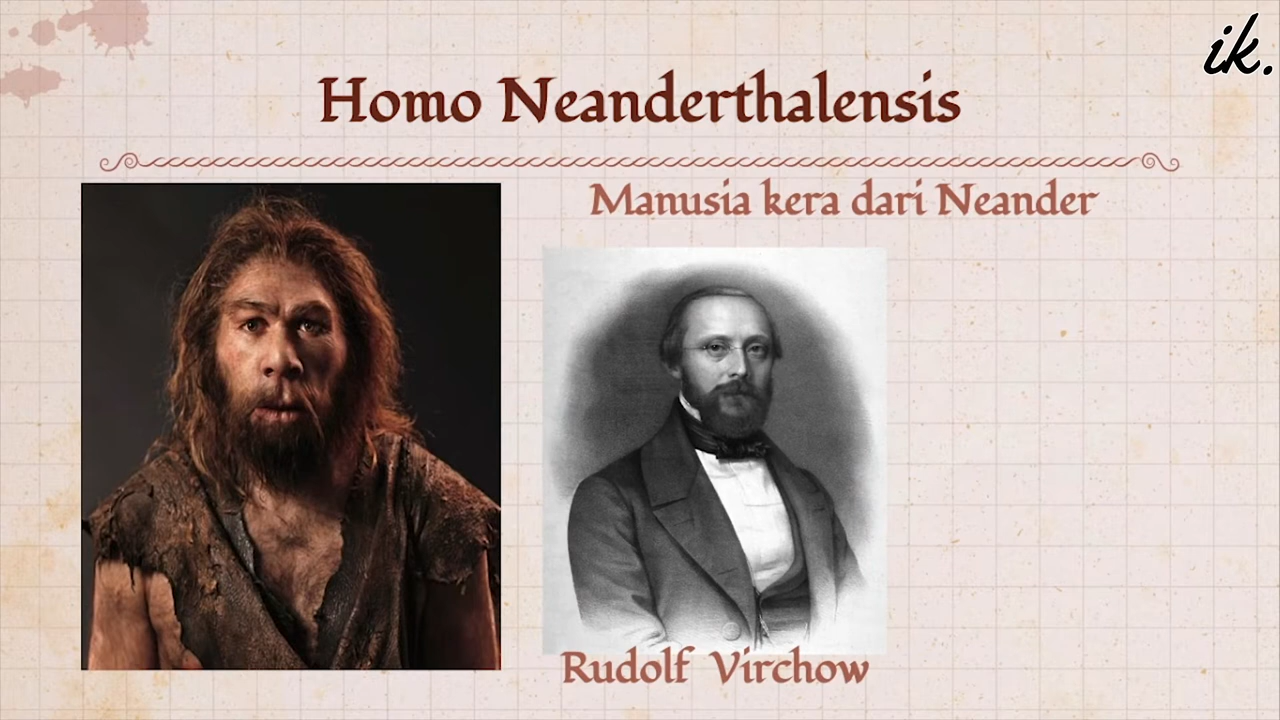 ik.
Homo Neanderthalensis
Manusia kera dari Neander
Rudolf Virchow